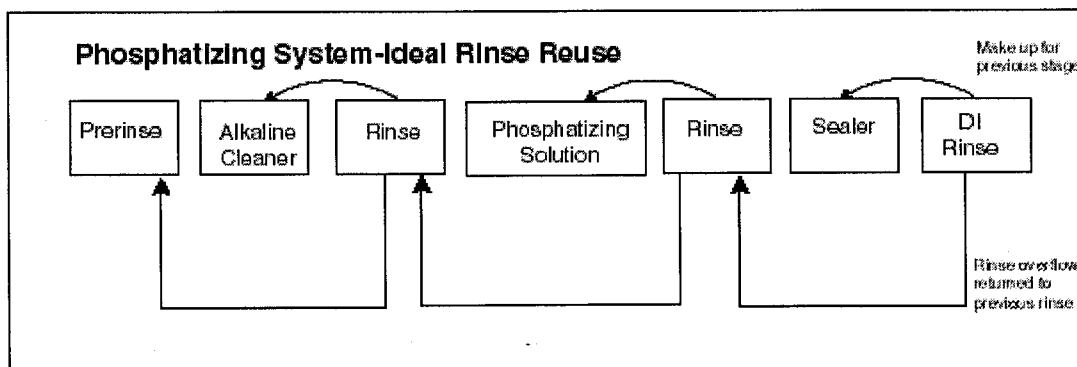 Phosphatizing System-Ideal Rinse Reuse
Make up for
previous stage
Prerinse
Alkaline
Cleaner
Rinse
Phosphatizing
Solution
Rinse
Sealer
DI
Rinse
Rinse overflow
returned to
previous rinse